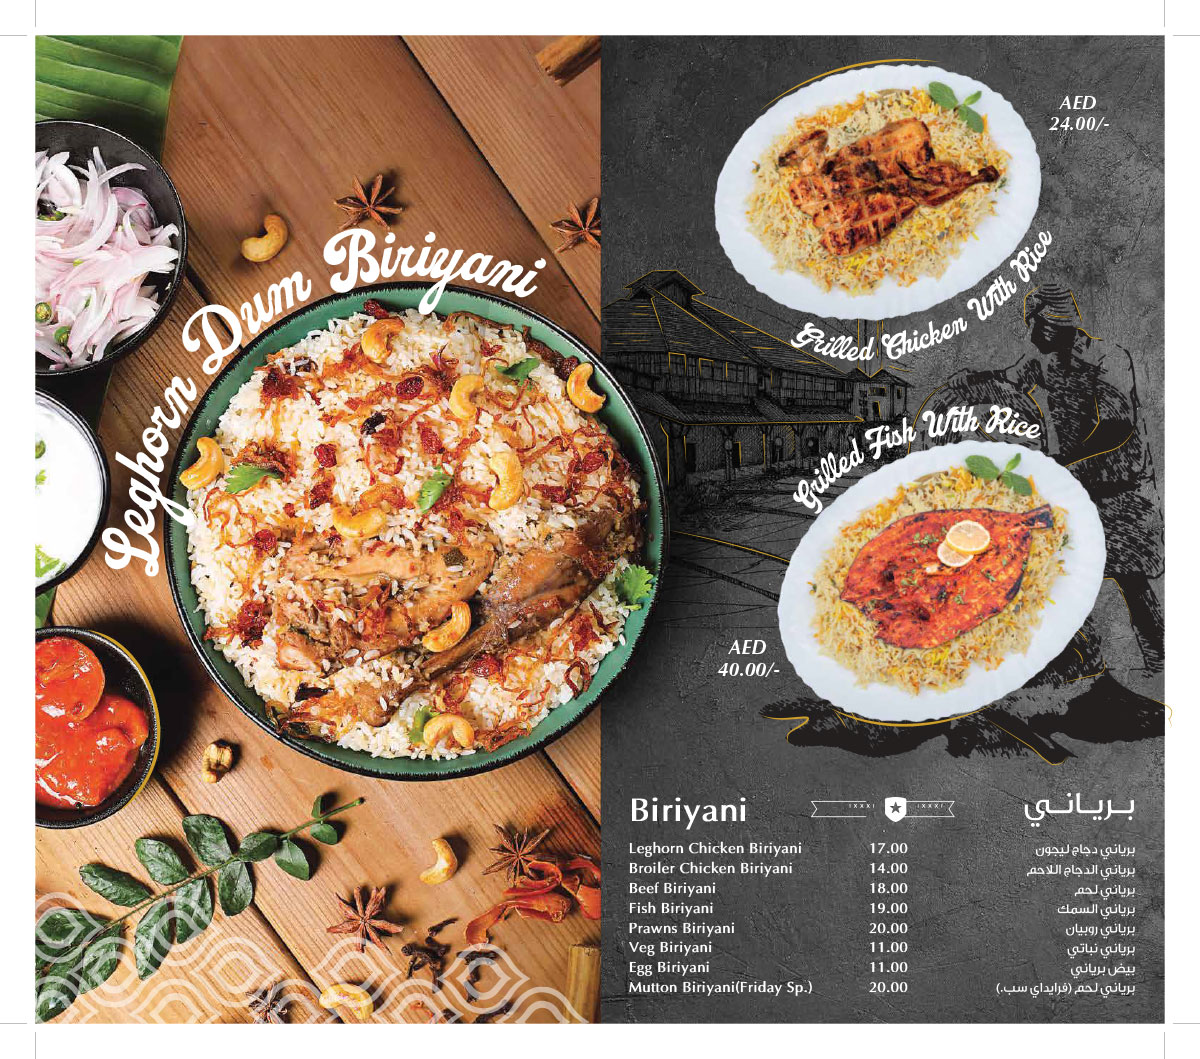 Leghorn Dum Biriyani
AED
24.00/-
Grilled Chicken With Rice
Grilled Fish With Rice
AED
40.00/-
Biriyani IXXXI IXXXI برياني
Leghorn Chicken Biriyani 17.00 برياني دجاج ليجون
Broiler Chicken Biriyani 14.00 برياني الدجاج اللاحم
Beef Biriyani 18.00 برياني لحم
Fish Biriyani 19.00 برياني السمك
Prawns Biriyani 20.00 برياني روبيان
Veg Biriyani 11.00 برياني نباتي
Egg Biriyani 11.00 بيض برياني
Mutton Biriyani(Friday Sp.) 20.00 برياني لحم (فرايداي سب.)